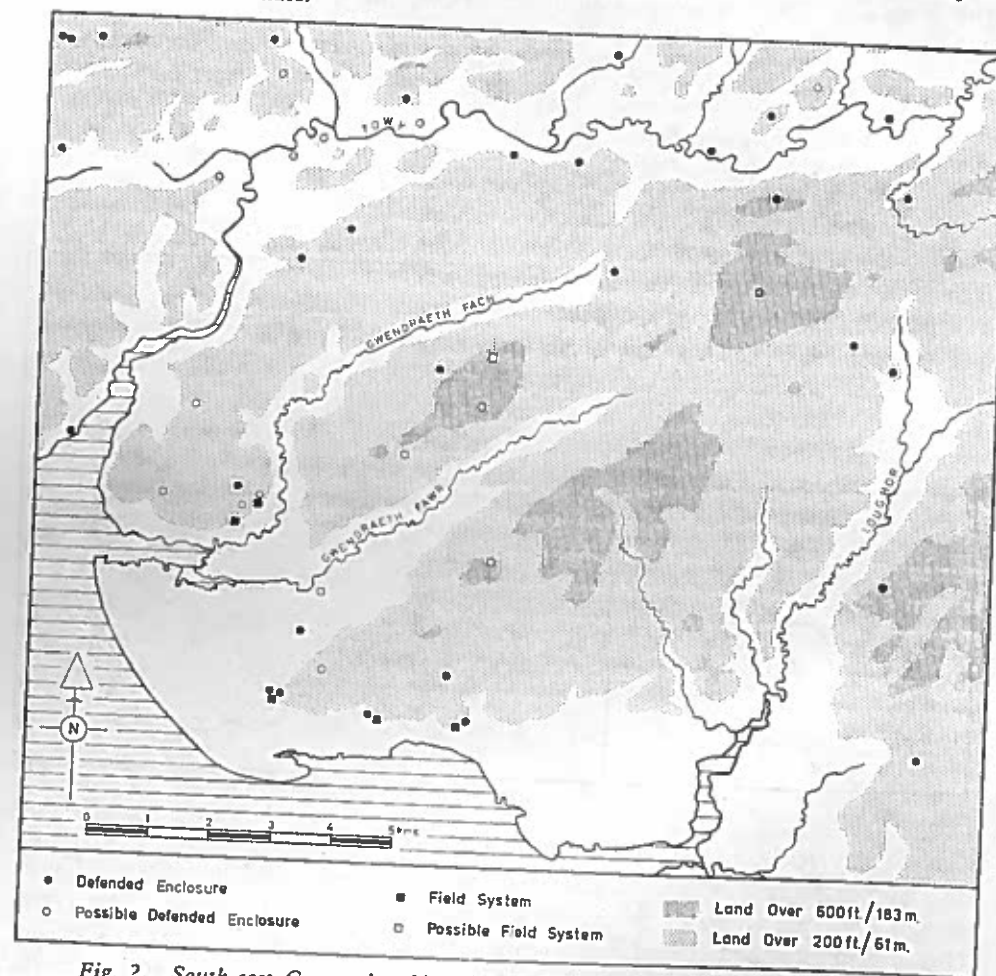 GWENDRAETH FACH
GWENDRAETH FAWR
LOUGHOR
N
0 1 2 3 4 5 kms
Defended Enclosure
Possible Defended Enclosure
Field System
Possible Field System
Land Over 600ft./183m.
Land Over 200ft./61m.
Fig. 2